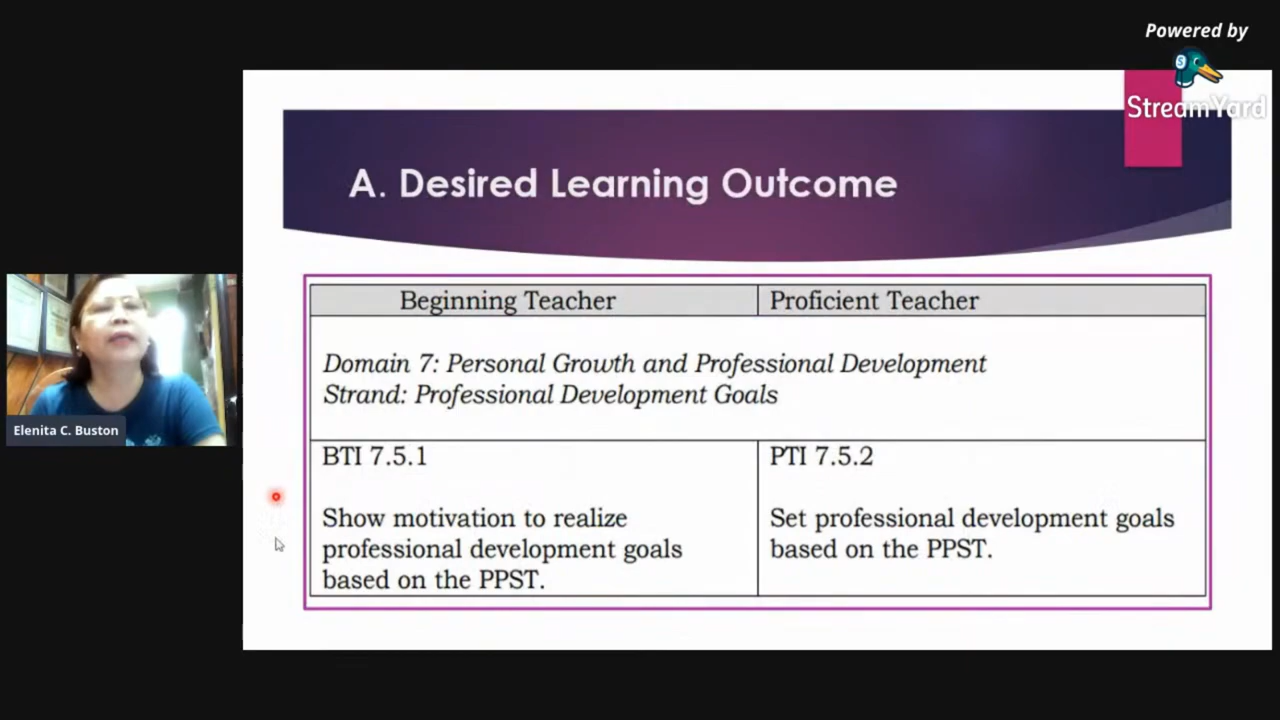 Powered by
StreamYard
A. Desired Learning Outcome
Beginning Teacher
Proficient Teacher
Domain 7: Personal Growth and Professional Development
Strand: Professional Development Goals
BTI 7.5.1
Show motivation to realize
professional development goals
based on the PPST.
PTI 7.5.2
Set professional development goals
based on the PPST.
Elenita C. Buston